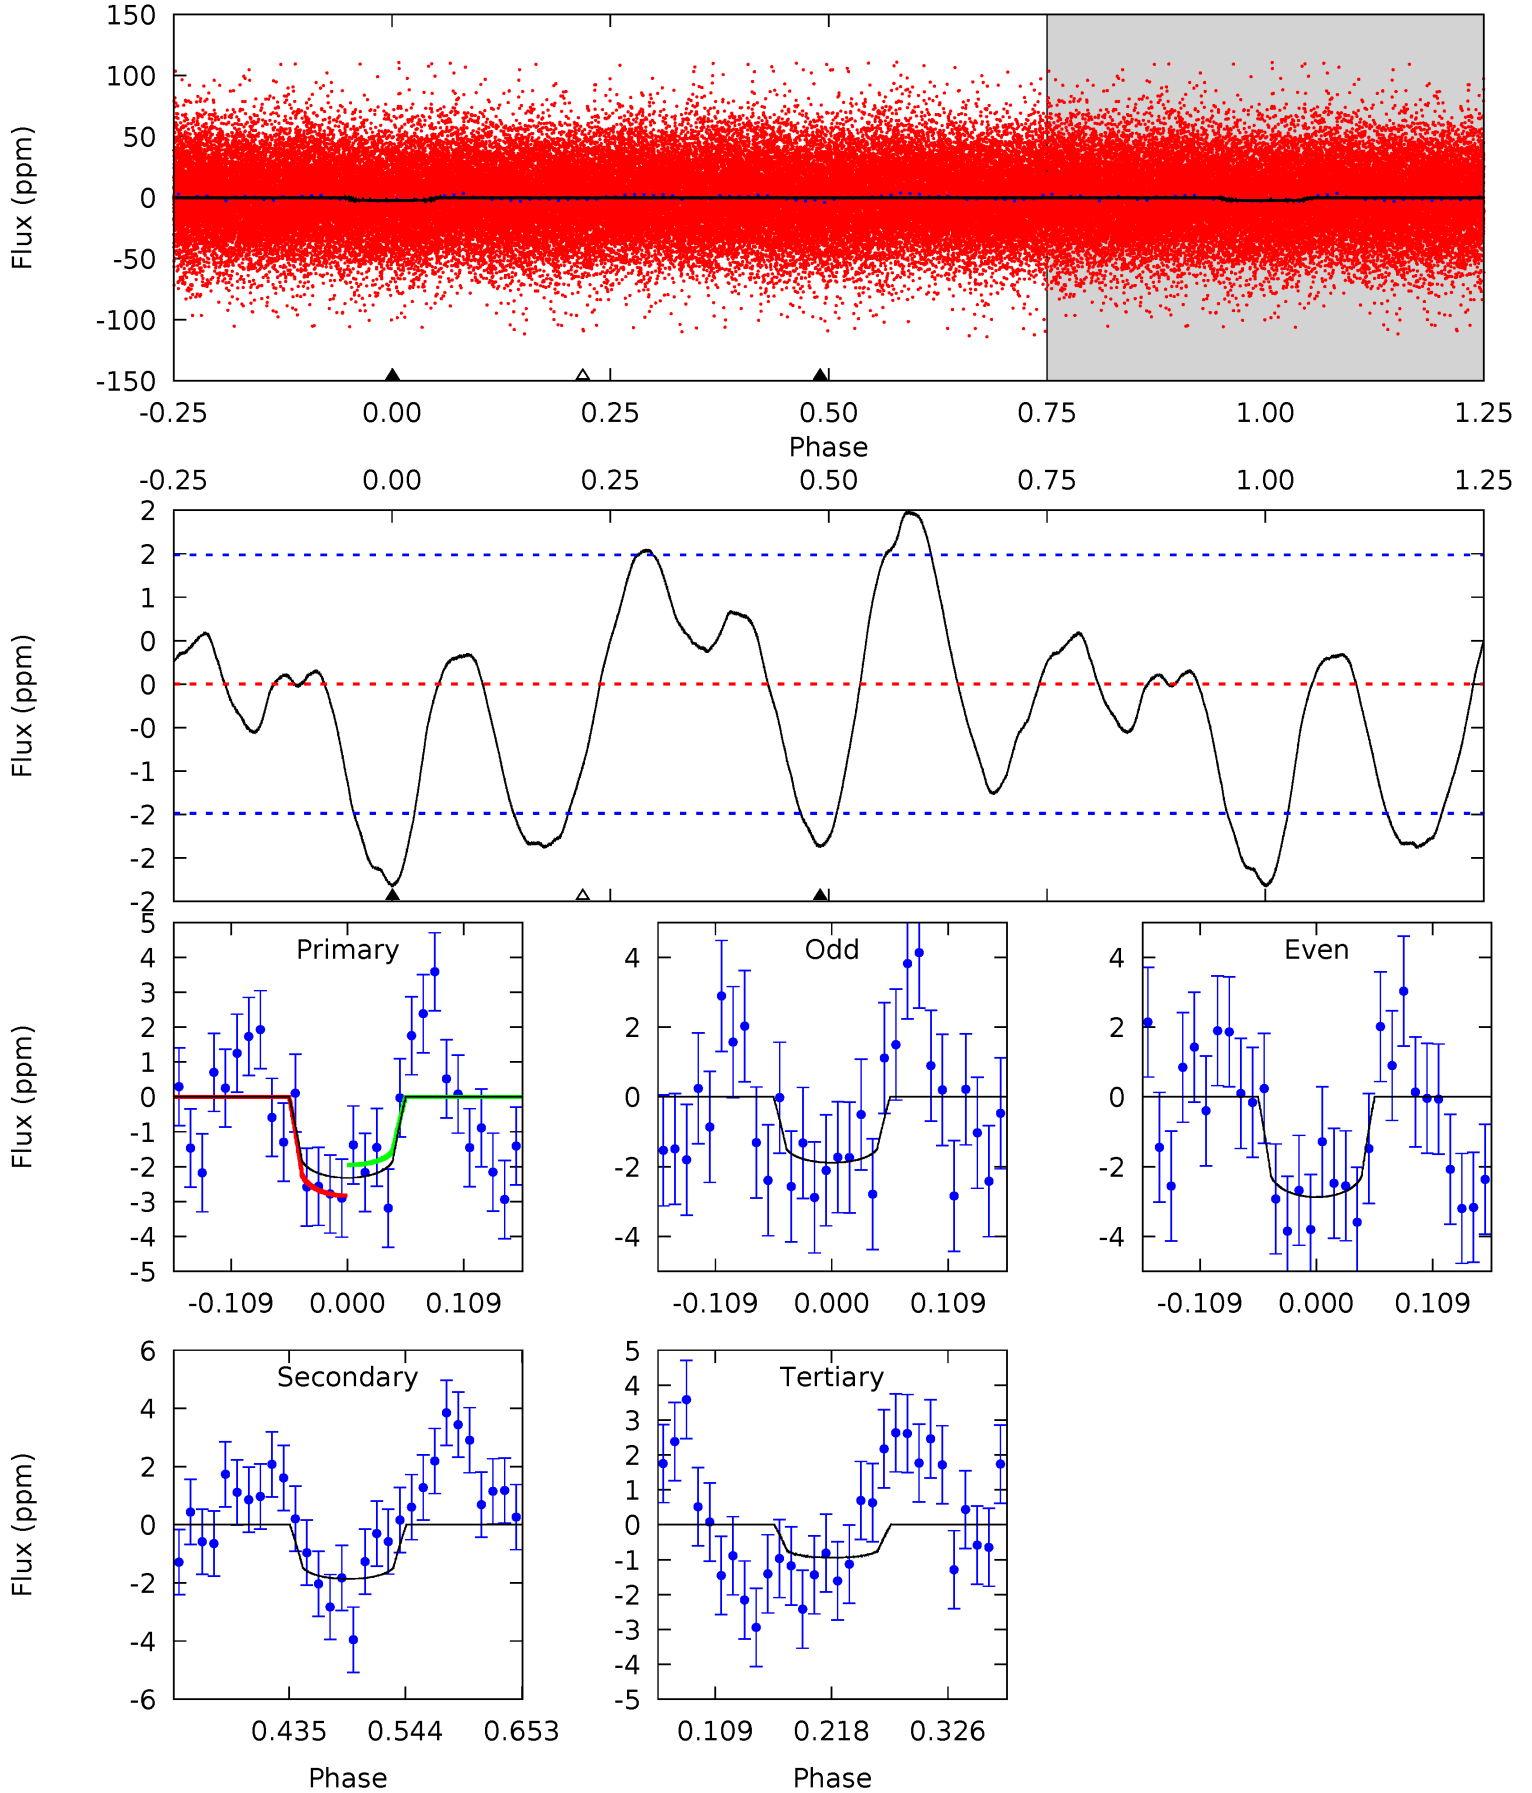 150
100
50
0
-50
-100
-150
Flux (ppm)
-0.25 0.00 0.25 0.50 0.75 1.00 1.25
Phase
-0.25 0.00 0.25 0.50 0.75 1.00 1.25
2
2
1
0
0
-0
-1
-2
-2
-2
Flux (ppm)
Primary
5
4
3
2
1
0
-1
-2
-3
-4
-5
Flux (ppm)
-0.109 0.000 0.109
Odd
4
2
0
-2
-4
-0.109 0.000 0.109
Even
4
2
0
-2
-4
-0.109 0.000 0.109
Secondary
6
4
2
0
-2
-4
-6
Flux (ppm)
0.435 0.544 0.653
Phase
Tertiary
5
4
3
2
1
0
-1
-2
-3
-4
-5
0.109 0.218 0.326
Phase